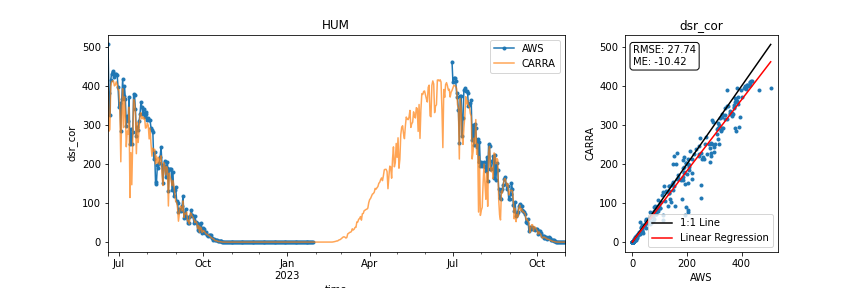 HUM
dsr_cor
500
400
300
200
100
0
dsr_cor
AWS
CARRA
Jul
Oct
Jan
2023
Apr
Jul
Oct
time
dsr_cor
RMSE: 27.74
ME: -10.42
500
400
300
200
100
0
CARRA
1:1 Line
Linear Regression
0
200
400
AWS